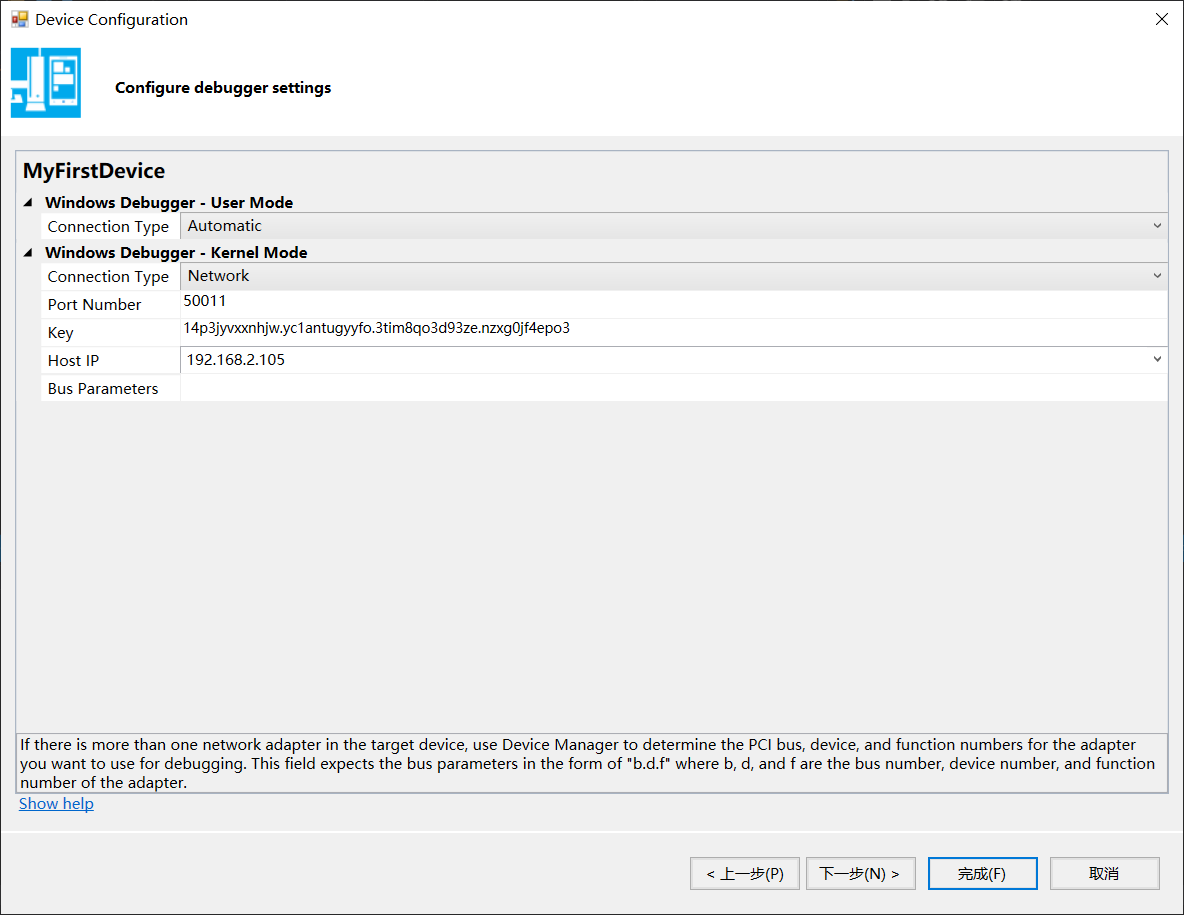 Device Configuration
Configure debugger settings
MyFirstDevice
Windows Debugger - User Mode
Connection Type Automatic
Windows Debugger - Kernel Mode
Connection Type Network
Port Number 50011
Key 14p3jyvxxnhjw.yc1antugyyfo.3tim8qo3d93ze.nzxg0jf4epo3
Host IP 192.168.2.105
Bus Parameters
If there is more than one network adapter in the target device, use Device Manager to determine the PCI bus, device, and function numbers for the adapter
you want to use for debugging. This field expects the bus parameters in the form of "b.d.f" where b, d, and f are the bus number, device number, and function
number of the adapter.
Show help
< 上一步(P) 下一步(N) > 完成(F) 取消